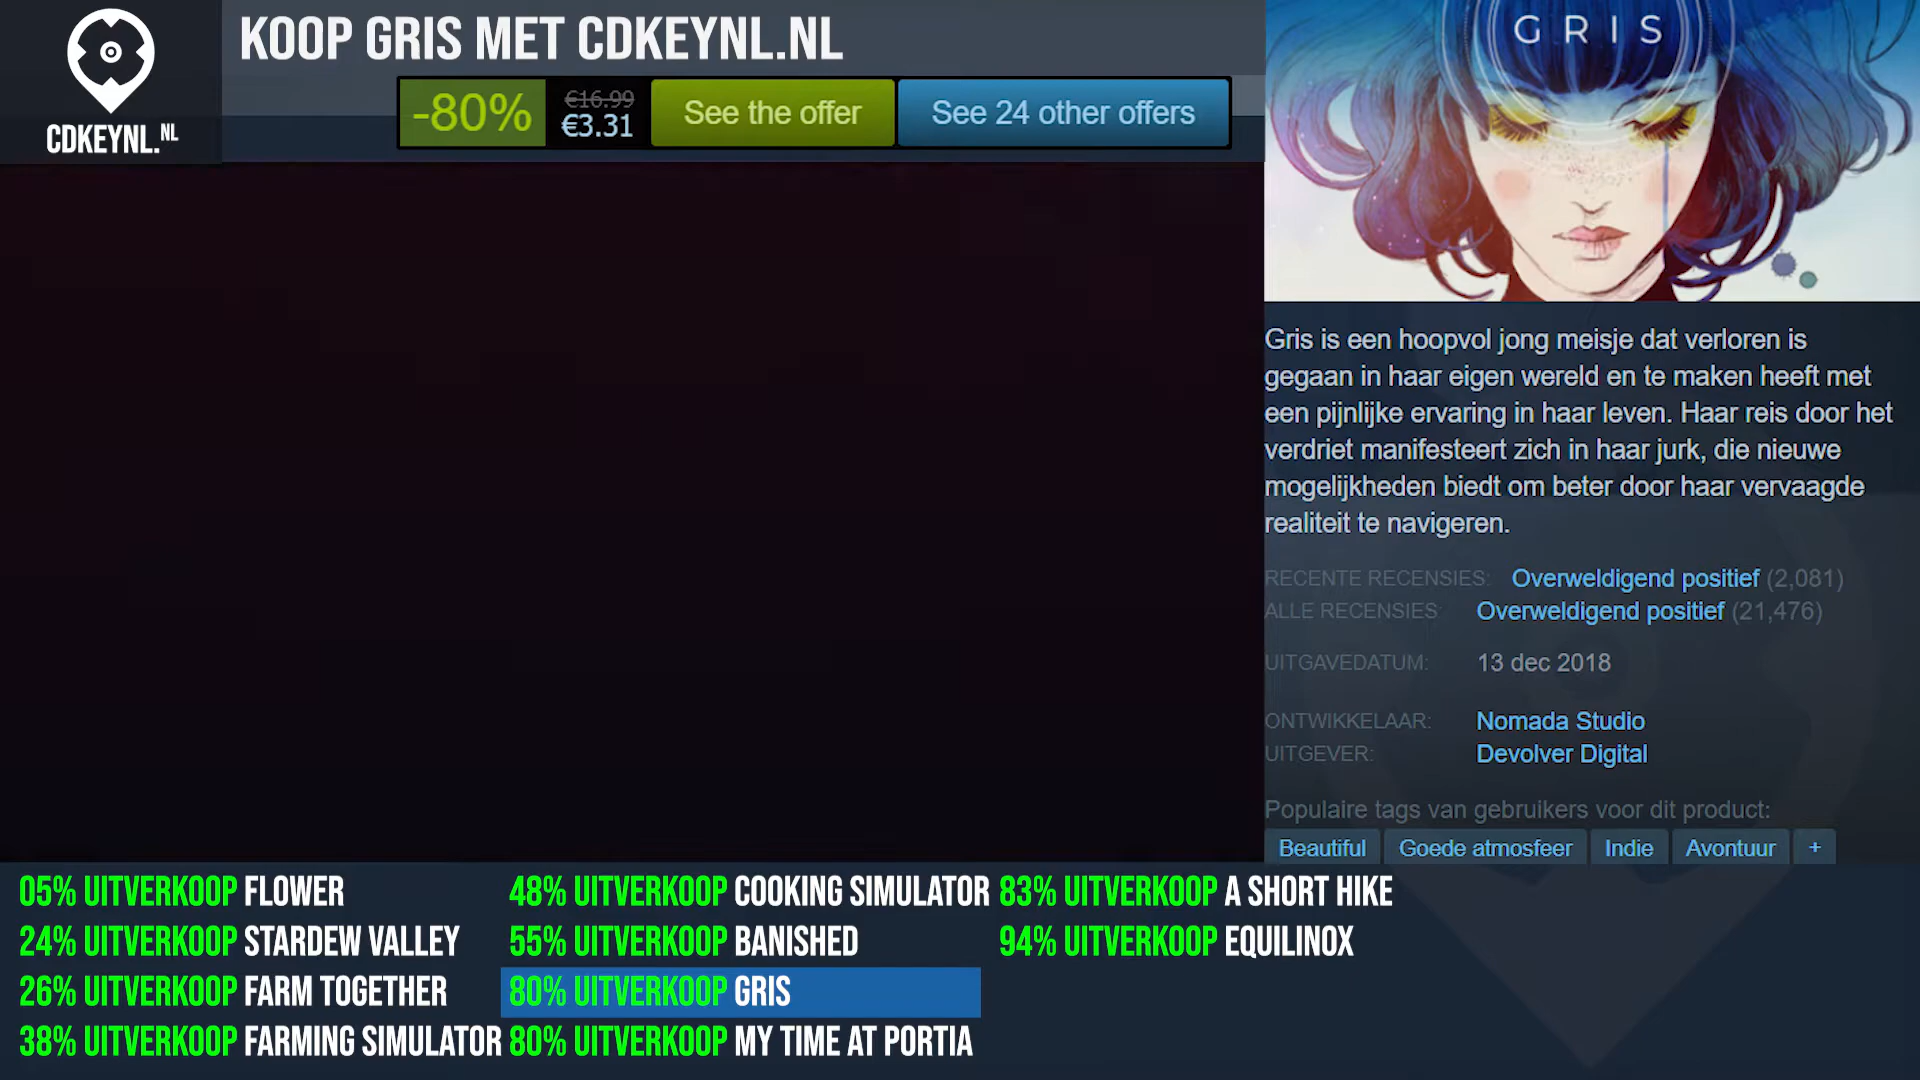 CDKEYNL.NL
KOOP GRIS MET CDKEYNL.NL
-80%
€16.99
€3.31
See the offer
See 24 other offers
GRIS
Gris is een hoopvol jong meisje dat verloren is
gegaan in haar eigen wereld en te maken heeft met
een pijnlijke ervaring in haar leven. Haar reis door het
verdriet manifesteert zich in haar jurk, die nieuwe
mogelijkheden biedt om beter door haar vervaagde
realiteit te navigeren.
RECENTE RECENSIES: Overweldigend positief (2,081)
ALLE RECENSIES: Overweldigend positief (21,476)
UITGAVEDATUM: 13 dec 2018
ONTWIKKELAAR: Nomada Studio
UITGEVER: Devolver Digital
Populaire tags van gebruikers voor dit product:
Beautiful Goede atmosfeer Indie Avontuur +
05% UITVERKOOP FLOWER
24% UITVERKOOP STARDEW VALLEY
26% UITVERKOOP FARM TOGETHER
38% UITVERKOOP FARMING SIMULATOR
48% UITVERKOOP COOKING SIMULATOR
55% UITVERKOOP BANISHED
80% UITVERKOOP GRIS
80% UITVERKOOP MY TIME AT PORTIA
83% UITVERKOOP A SHORT HIKE
94% UITVERKOOP EQUILINOX